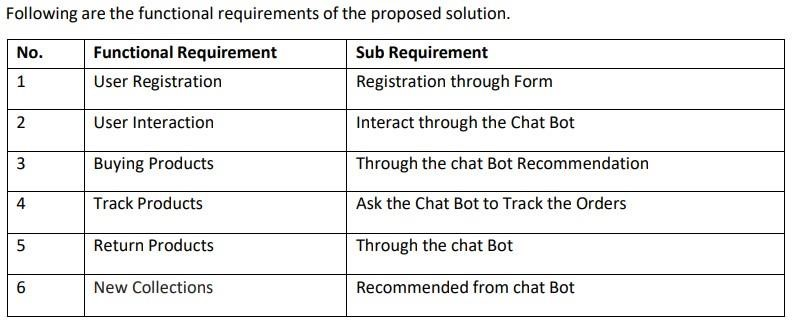 Following are the functional requirements of the proposed solution.
No. Functional Requirement Sub Requirement
1 User Registration Registration through Form
2 User Interaction Interact through the Chat Bot
3 Buying Products Through the chat Bot Recommendation
4 Track Products Ask the Chat Bot to Track the Orders
5 Return Products Through the chat Bot
6 New Collections Recommended from chat Bot